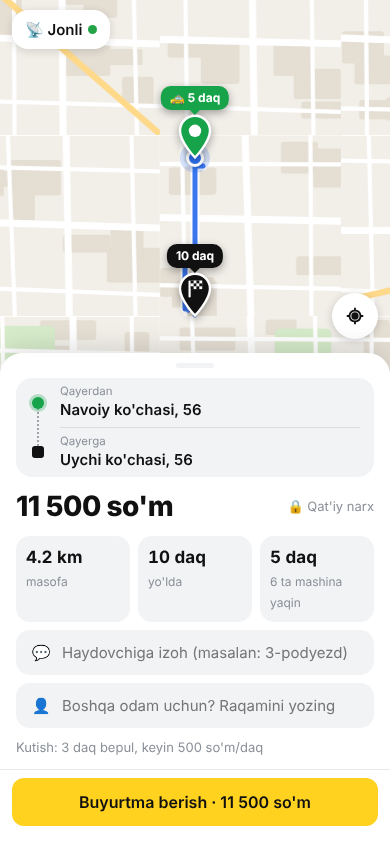 📡 Jonli
🚕 5 daq
10 daq
Qayerdan
Navoiy ko'chasi, 56
Qayerga
Uychi ko'chasi, 56
11 500 so'm
🔒 Qat'iy narx
4.2 km
masofa
10 daq
yo'lda
5 daq
6 ta mashina
yaqin
💬 Haydovchiga izoh (masalan: 3-podyezd)
👤 Boshqa odam uchun? Raqamini yozing
Kutish: 3 daq bepul, keyin 500 so'm/daq
Buyurtma berish · 11 500 so'm